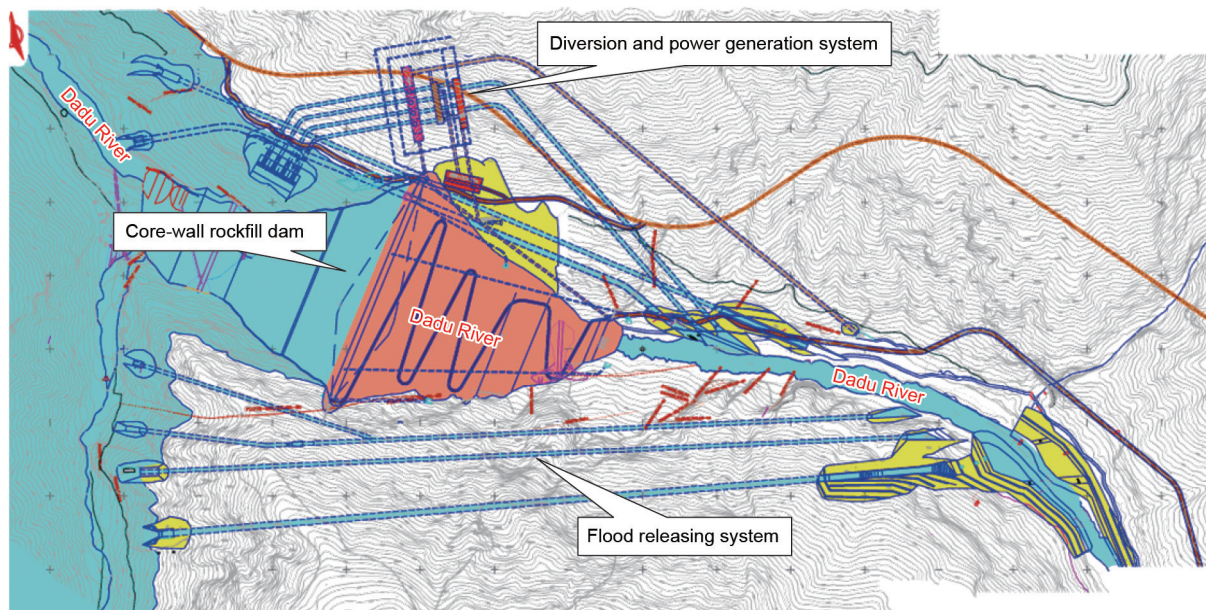 Diversion and power generation system
Dadu River
Core-wall rockfill dam
Dadu River
Dadu River
Flood releasing system